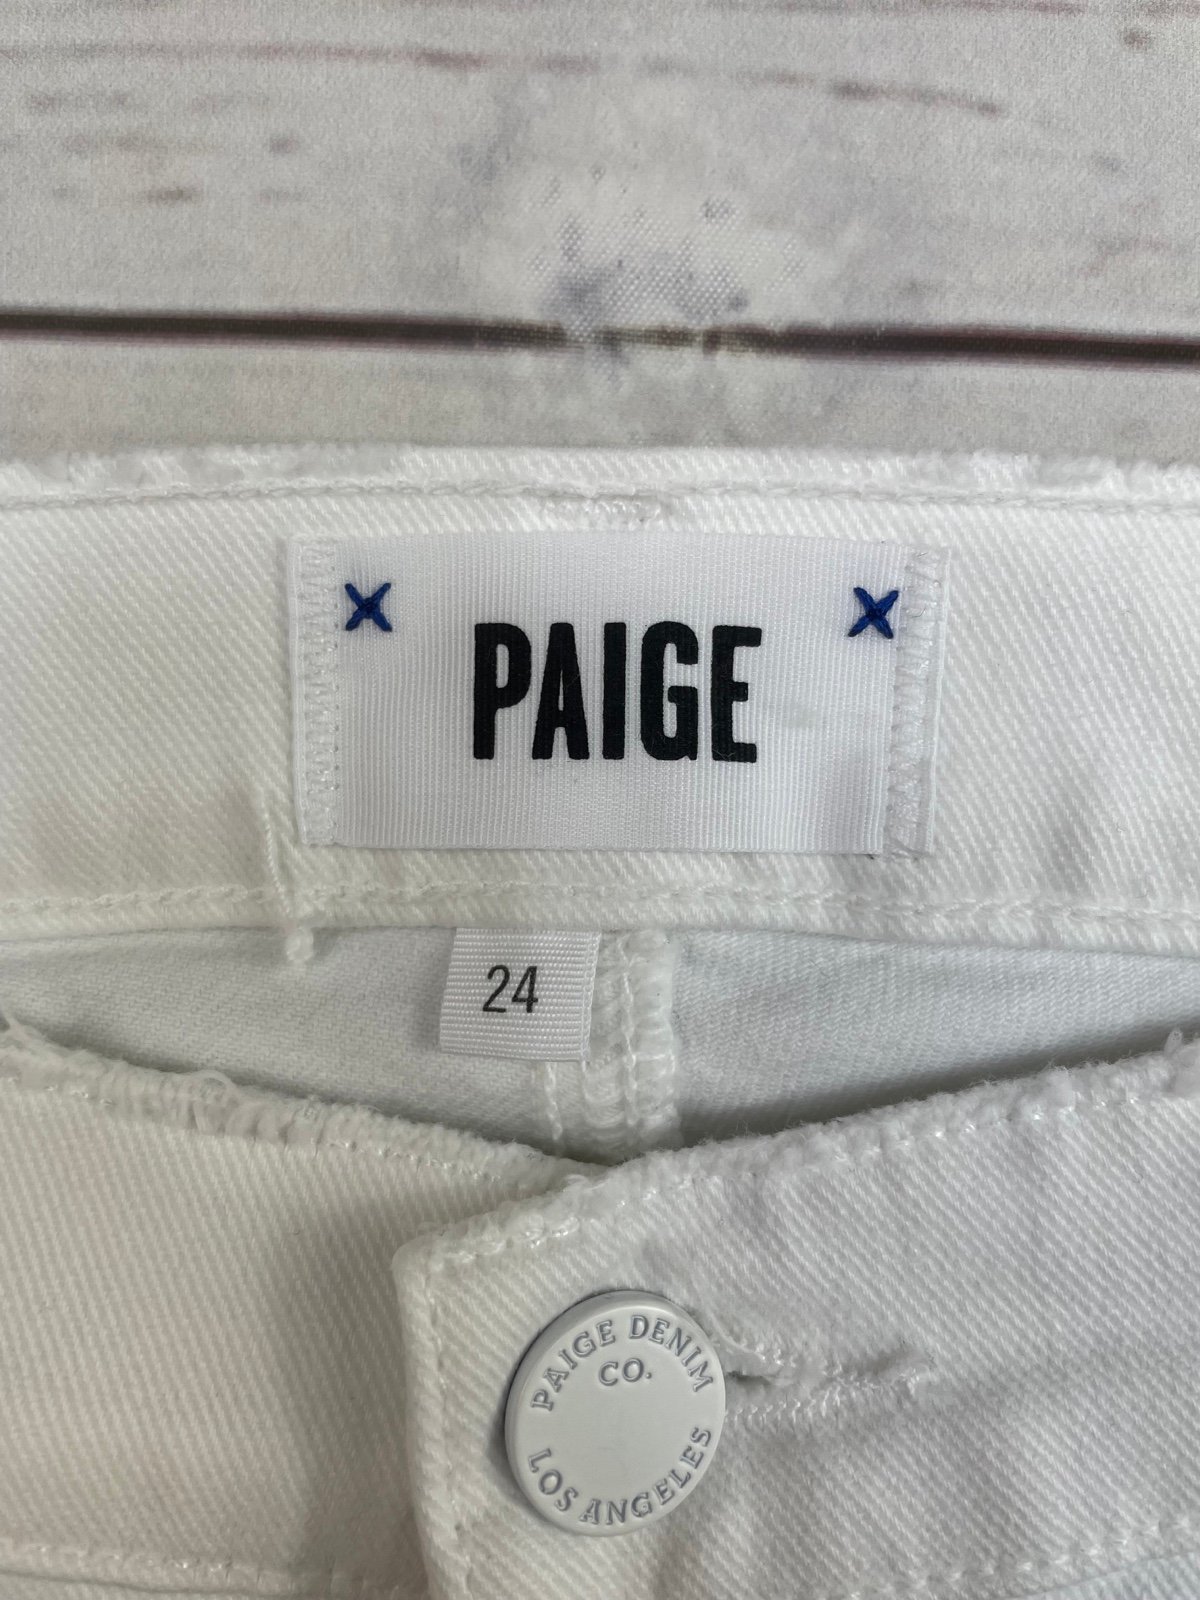 PAIGE
24
PAIGE DENIM
CO.
LOS ANGELES